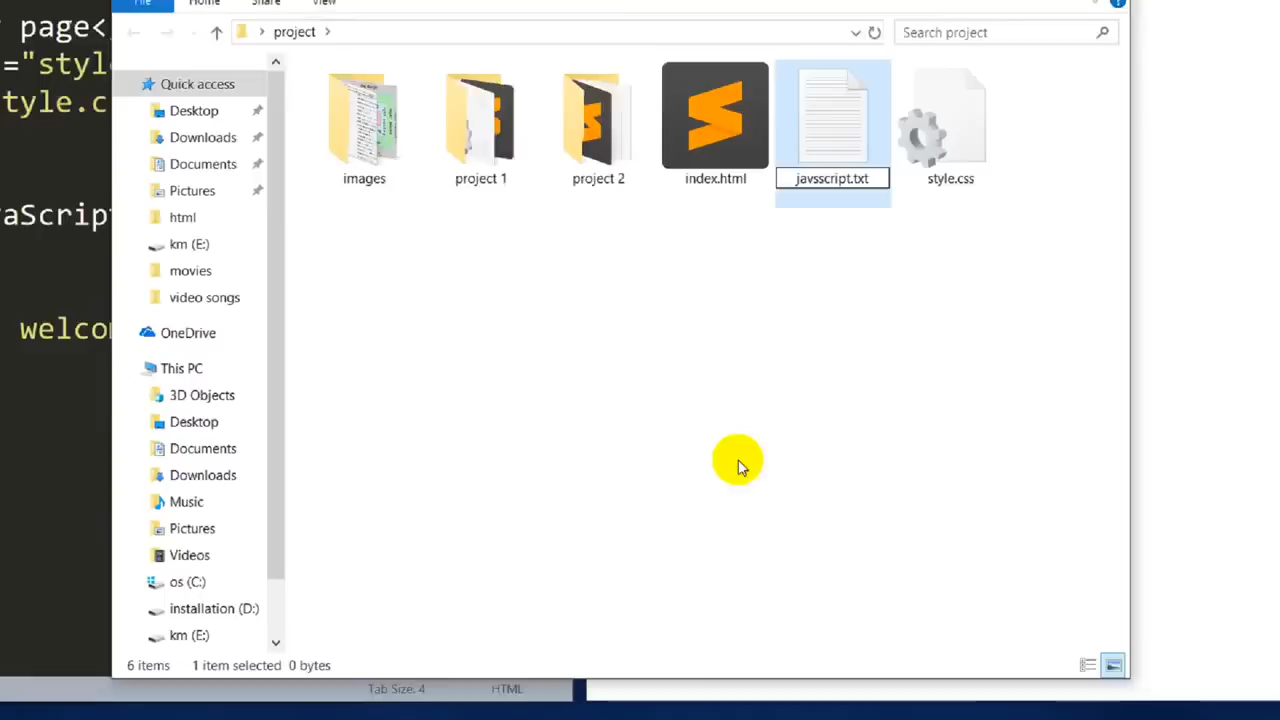 File Home Share View
page<
="styl
tyle.c
project
Search project
Quick access
Desktop
Downloads
Documents
Pictures
html
km (E:)
movies
video songs
OneDrive
This PC
3D Objects
Desktop
Documents
Downloads
Music
Pictures
Videos
os (C:)
installation (D:)
km (E:)
images
project 1
project 2
index.html
javsscript.txt
style.css
aScript
welcon
6 items 1 item selected 0 bytes
Tab Size: 4 HTML